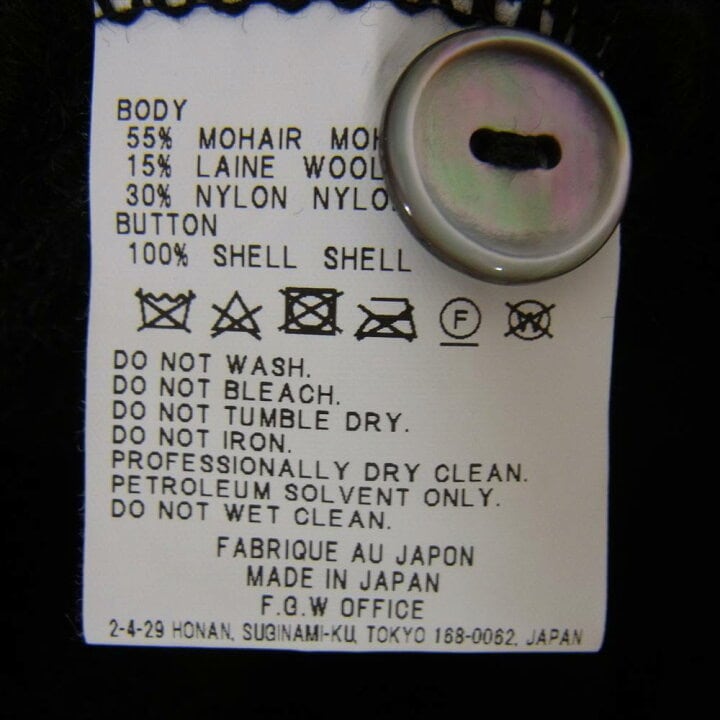 BODY
55% MOHAIR MOH
15% LAINE WOOL
30% NYLON NYLO
BUTTON
100% SHELL SHELL
F W
DO NOT WASH.
DO NOT BLEACH.
DO NOT TUMBLE DRY.
DO NOT IRON.
PROFESSIONALLY DRY CLEAN.
PETROLEUM SOLVENT ONLY.
DO NOT WET CLEAN.
FABRIQUE AU JAPON
MADE IN JAPAN
F.G.W OFFICE
2-4-29 HONAN, SUGINAMI-KU, TOKYO 168-0062, JAPAN